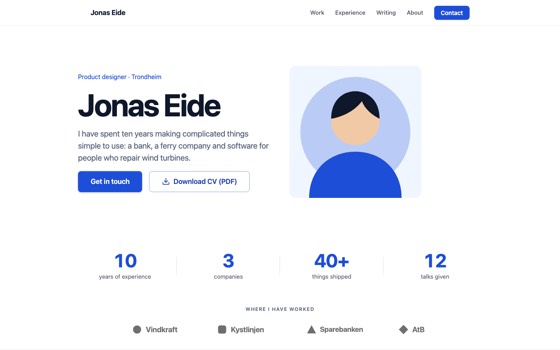 Jonas Eide
Work Experience Writing About Contact
Product designer · Trondheim
Jonas Eide
I have spent ten years making complicated things
simple to use: a bank, a ferry company and software for
people who repair wind turbines.
Get in touch Download CV (PDF)
10 3 40+ 12
years of experience companies things shipped talks given
WHERE I HAVE WORKED
Vindkraft Kystlinjen Sparebanken AtB